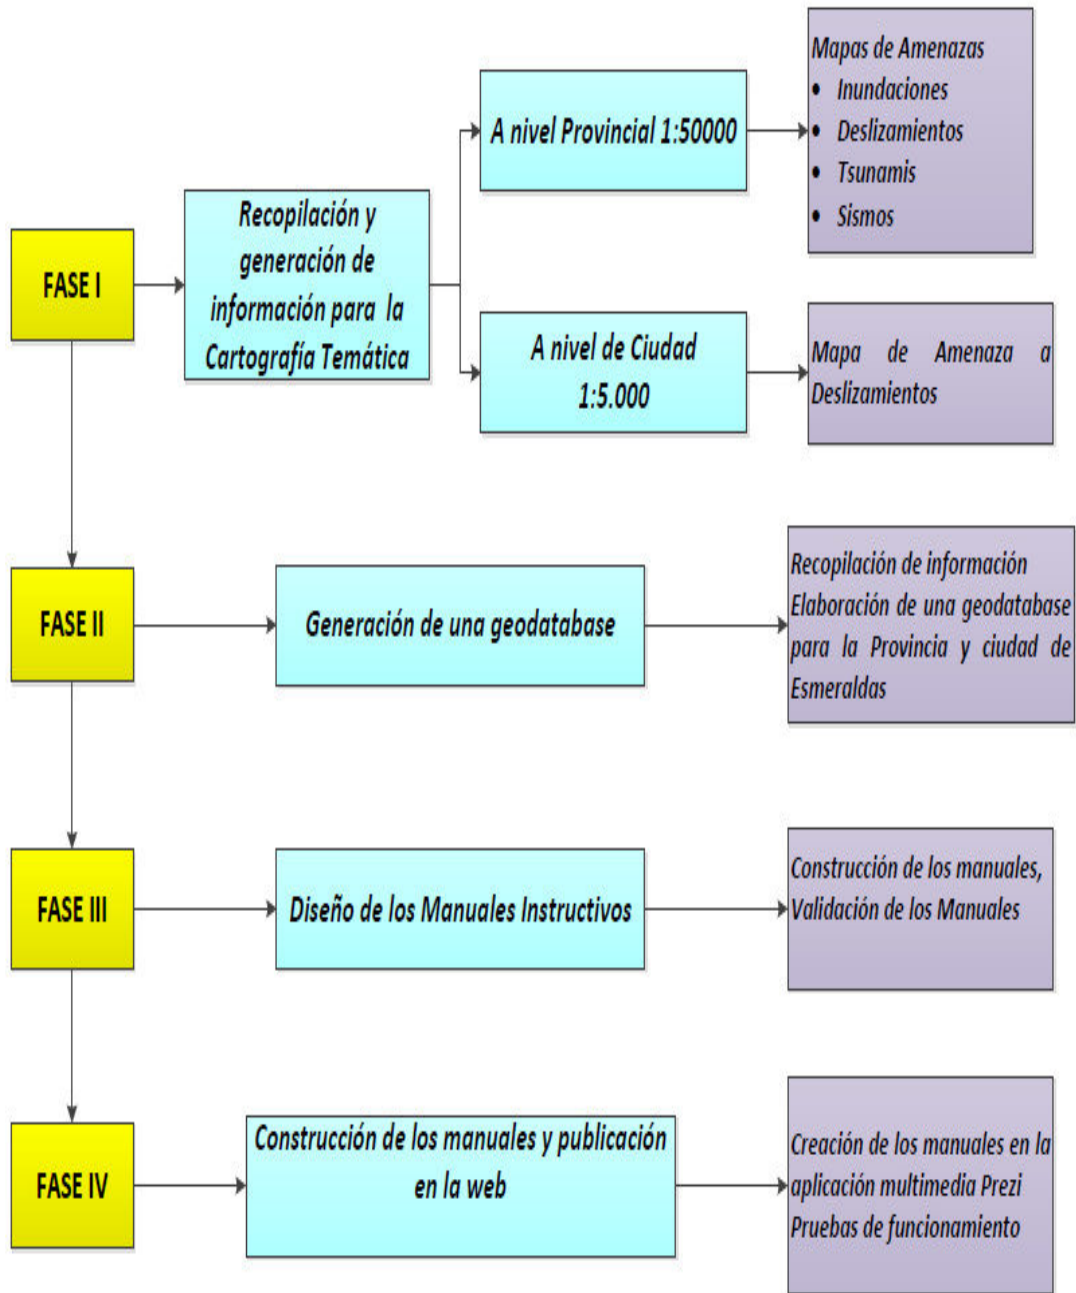 FASE I
Recopilación y
generación de
información para la
Cartografía Temática
A nivel Provincial 1:50000
Mapas de Amenazas
• Inundaciones
• Deslizamientos
• Tsunamis
• Sismos
A nivel de Ciudad
1:5.000
Mapa de Amenaza a
Deslizamientos
FASE II
Generación de una geodatabase
Recopilación de información
Elaboración de una geodatabase
para la Provincia y ciudad de
Esmeraldas
FASE III
Diseño de los Manuales Instructivos
Construcción de los manuales,
Validación de los Manuales
FASE IV
Construcción de los manuales y publicación
en la web
Creación de los manuales en la
aplicación multimedia Prezi
Pruebas de funcionamiento